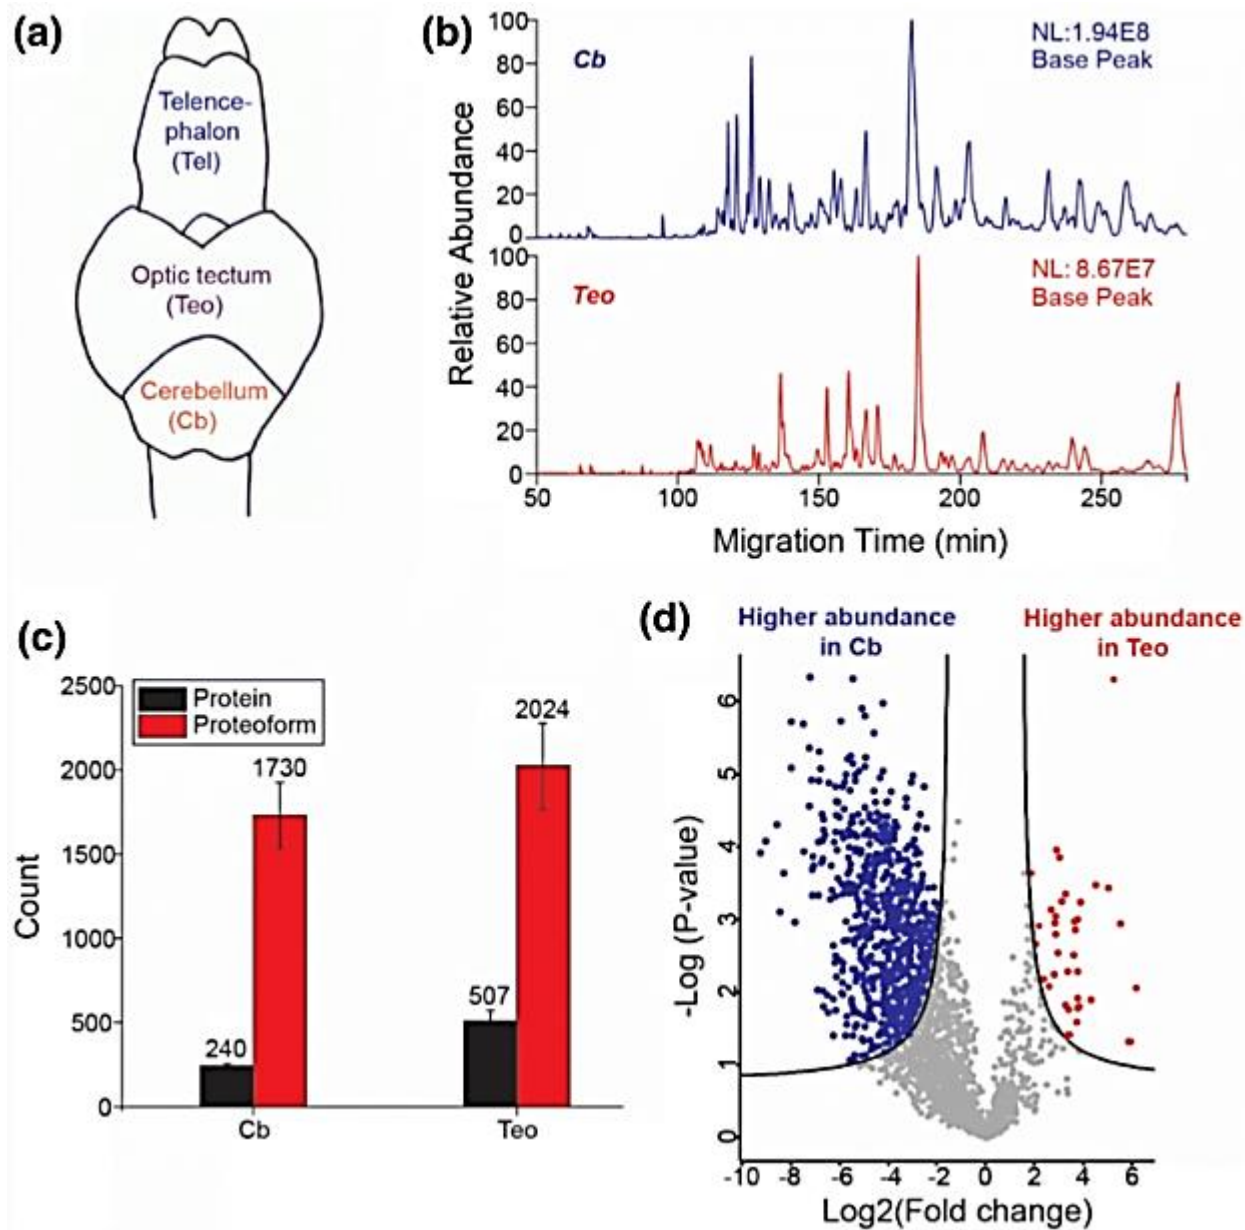 (a)
Telence-
phalon
(Tel)
Optic tectum
(Teo)
Cerebellum
(Cb)
(b)
Relative Abundance
100
80
60
40
20
0
Cb
NL:1.94E8
Base Peak
100
80
60
40
20
0
Teo
NL: 8.67E7
Base Peak
50 100 150 200 250
Migration Time (min)
(c)
Count
2500
2000
1500
1000
500
0
Protein
Proteoform
240
1730
507
2024
Cb Teo
(d)
Higher abundance
in Cb
Higher abundance
in Teo
-Log (P-value)
6
5
4
3
2
1
0
-10 -8 -6 -4 -2 0 2 4 6
Log2(Fold change)